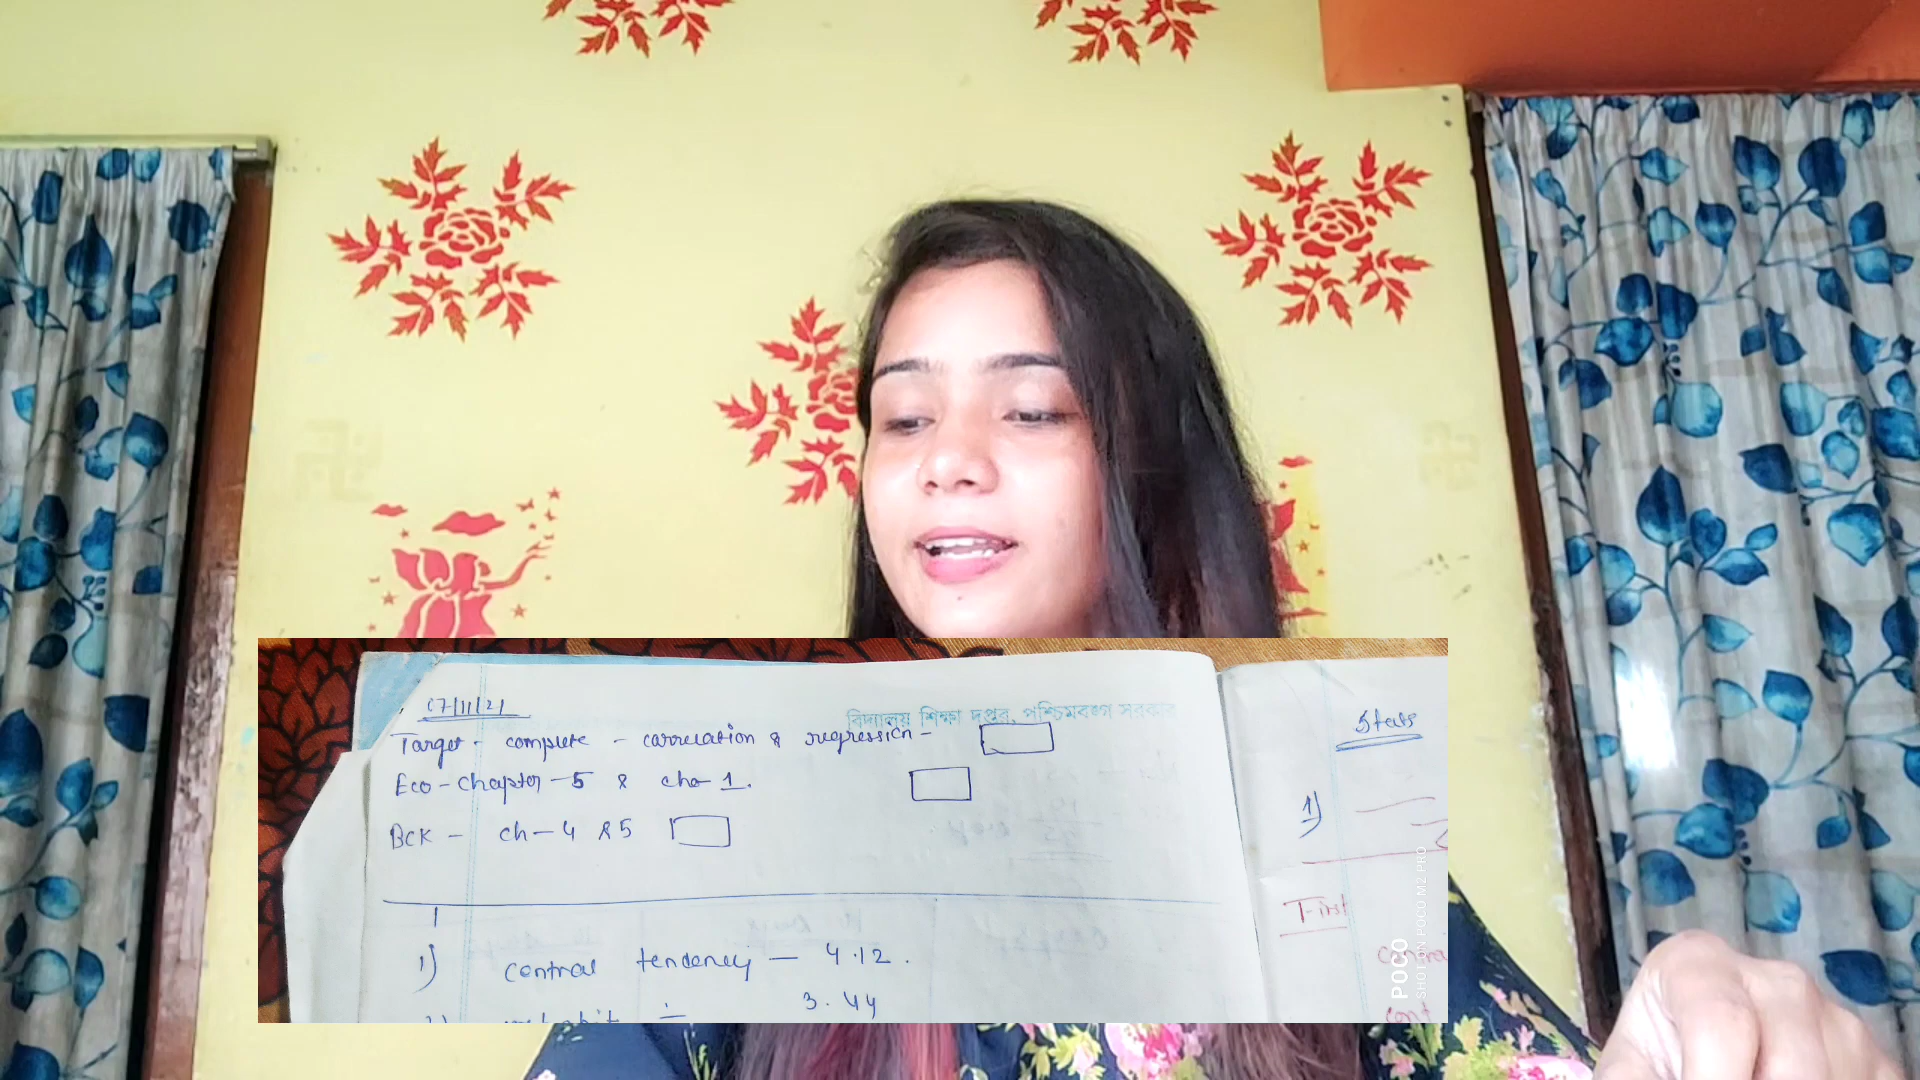 07/11/21
বিদ্যালয় শিক্ষা দপ্তর, পশ্চিমবঙ্গ সরকার
Target - complete - correlation & regression -
Eco - Chapter - 5 & cha 1.
BCK - ch - 4 & 5
1) central tendency - 4.12.
3.44
Stats
1)
First
POCO
SHOT ON POCO M2 PRO